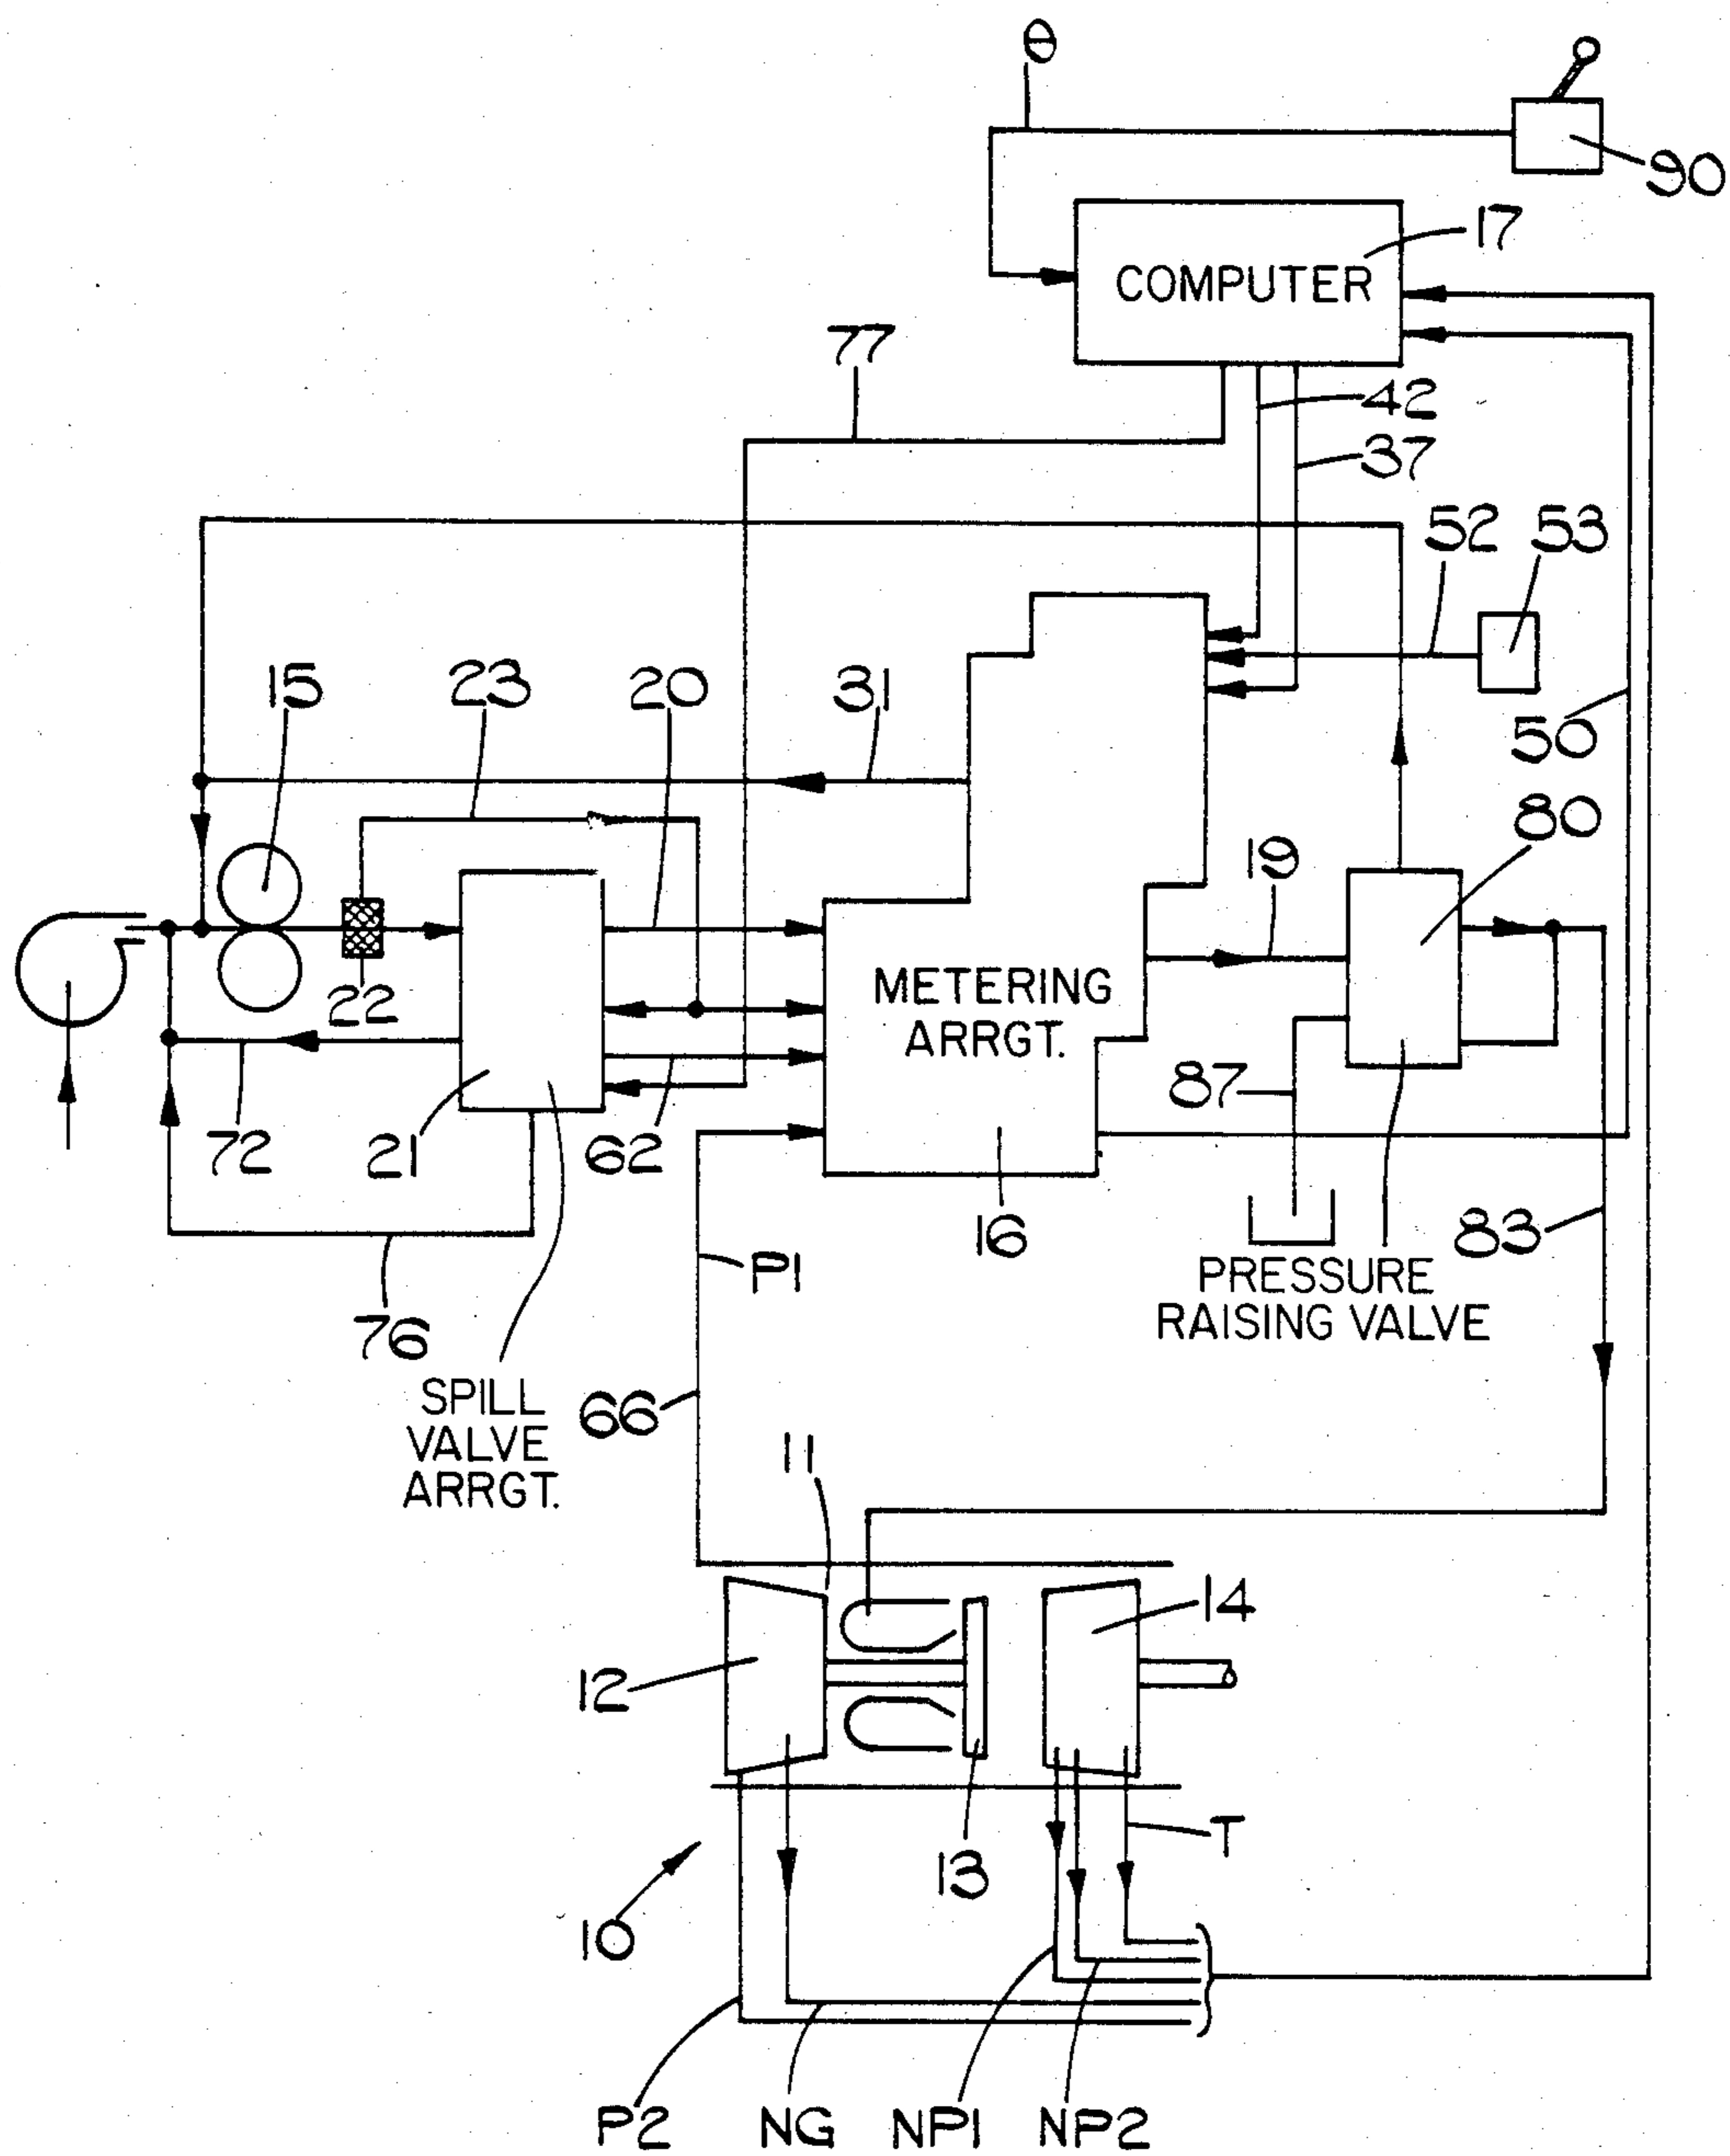 θ
90
17
COMPUTER
77
42
37
52
53
15
23
20
31
50
80
19
22
METERING
ARRGT.
87
72
21
62
16
83
P1
PRESSURE
RAISING VALVE
76
SPILL
VALVE
ARRGT.
66
11
14
12
13
T
10
P2
NG
NP1
NP2